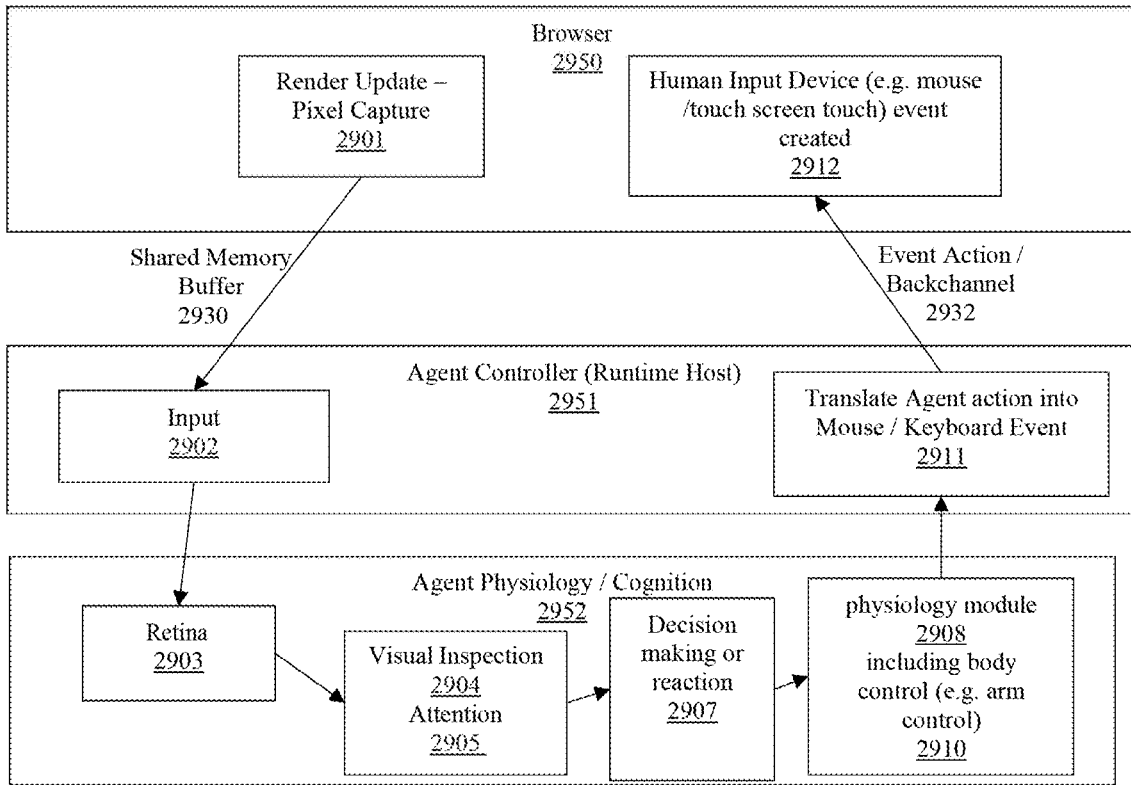 Browser
2950
Render Update –
Pixel Capture
2901
Human Input Device (e.g. mouse
/touch screen touch) event
created
2912
Shared Memory
Buffer
2930
Event Action /
Backchannel
2932
Agent Controller (Runtime Host)
2951
Input
2902
Translate Agent action into
Mouse / Keyboard Event
2911
Agent Physiology / Cognition
2952
Retina
2903
Visual Inspection
2904
Attention
2905
Decision
making or
reaction
2907
physiology module
2908
including body
control (e.g. arm
control)
2910